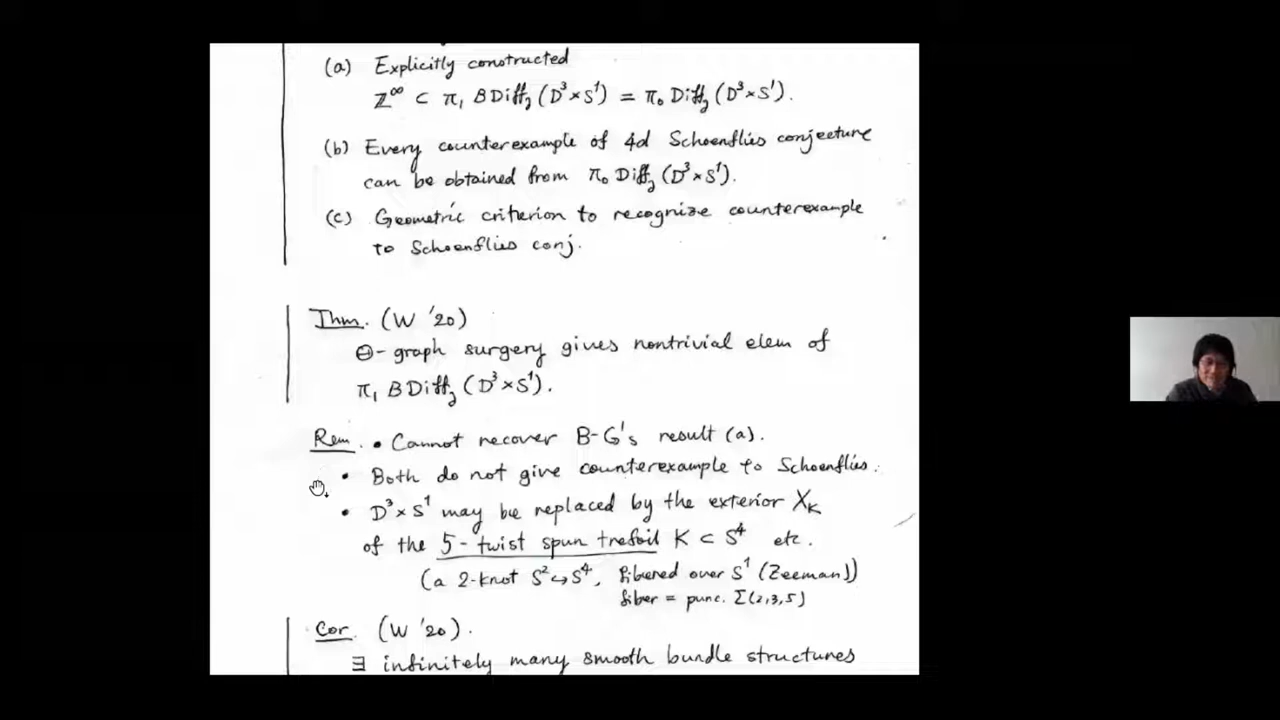 (a) Explicitly constructed
ℤ^∞ ⊂ π₁ BDiff_∂(D³×S¹) = π₀ Diff_∂(D³×S¹).
(b) Every counterexample of 4d Schoenflies conjecture
can be obtained from π₀ Diff_∂(D³×S¹).
(c) Geometric criterion to recognize counterexample
to Schoenflies conj.
Thm. (W '20)
Θ-graph surgery gives nontrivial elem of
π₁ BDiff_∂(D³×S¹).
Rem. • Cannot recover B-G's result (a).
• Both do not give counterexample to Schoenflies.
• D³×S¹ may be replaced by the exterior X_K
of the 5-twist spun trefoil K ⊂ S⁴ etc.
(a 2-knot S²↪S⁴, fibered over S¹ (Zeeman))
fiber = punc. Σ(2,3,5)
Cor. (W '20).
∃ infinitely many smooth bundle structures